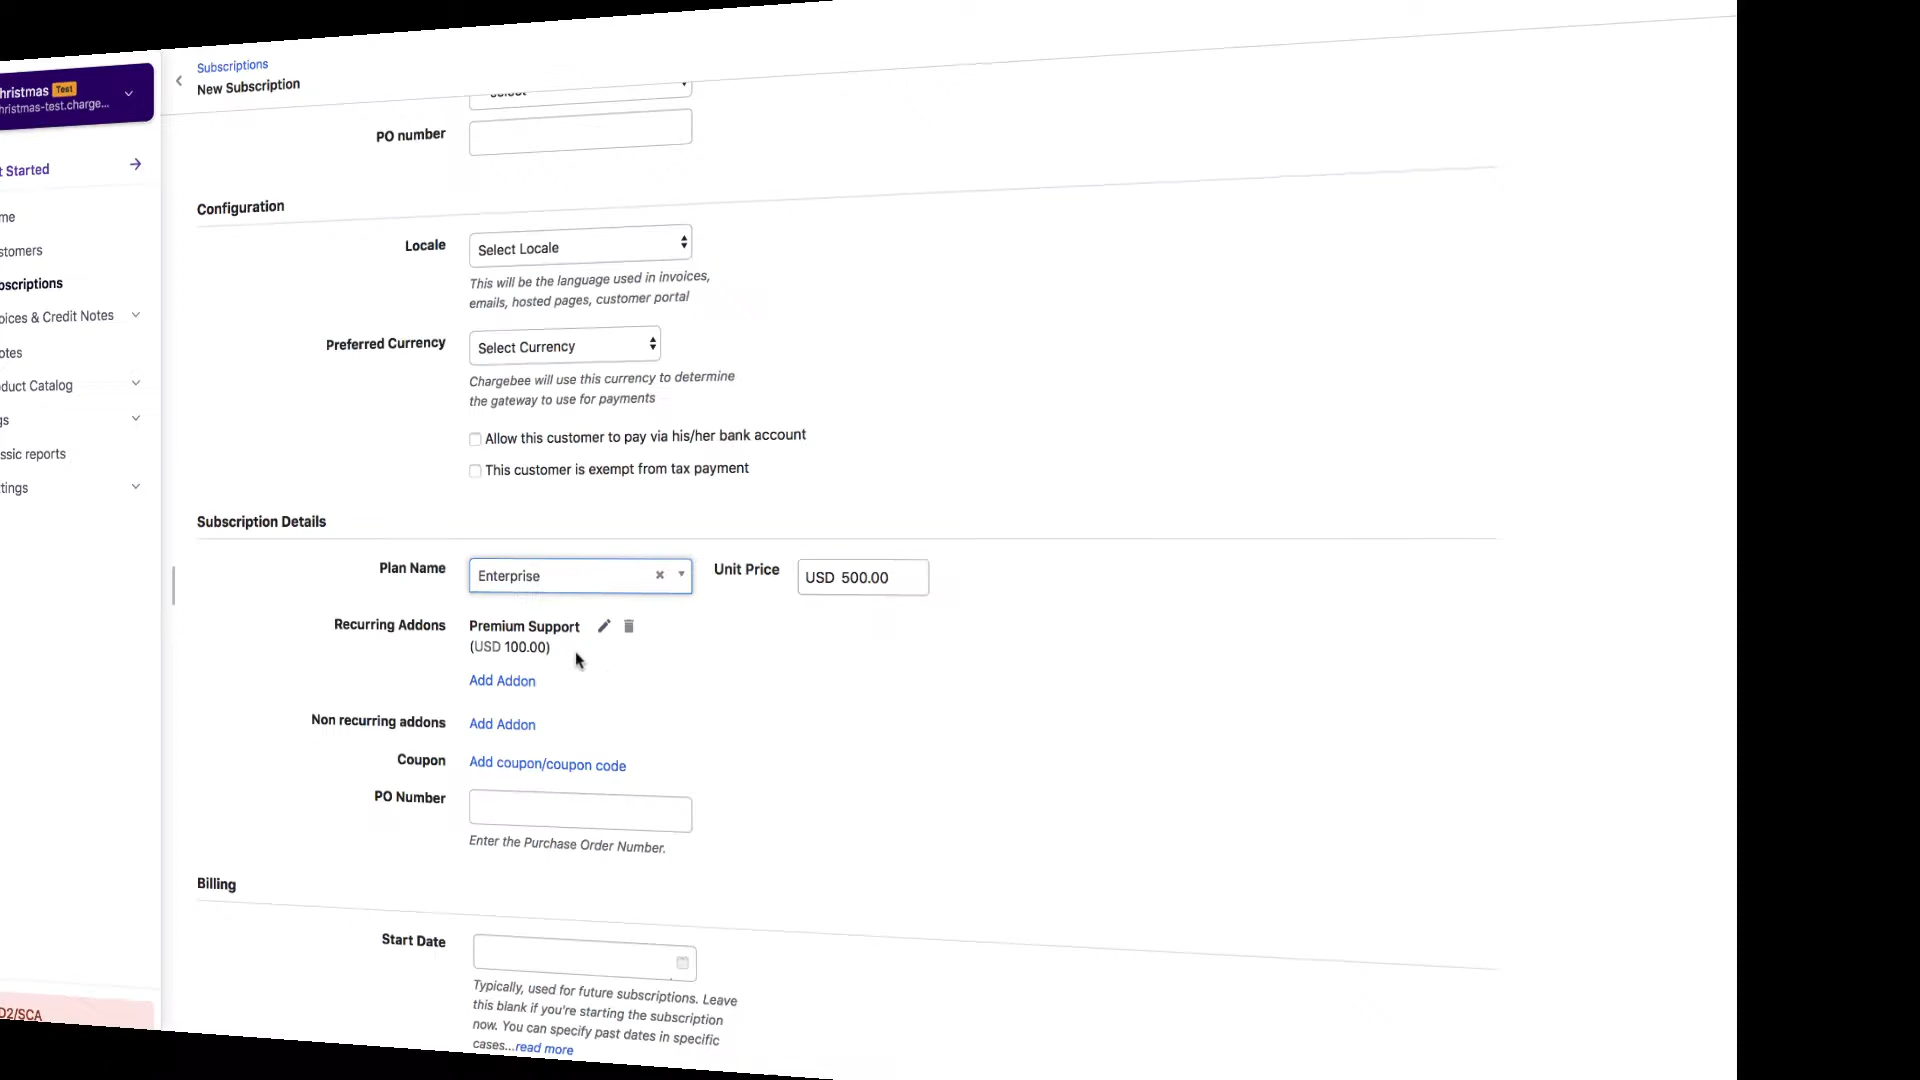 Subscriptions
New Subscription
hristmas Test
hristmas-test.charge...
t Started
me
stomers
bscriptions
oices & Credit Notes
otes
duct Catalog
gs
ssic reports
tings
D2/SCA
select
PO number
Configuration
Locale
Select Locale
This will be the language used in invoices,
emails, hosted pages, customer portal
Preferred Currency
Select Currency
Chargebee will use this currency to determine
the gateway to use for payments
Allow this customer to pay via his/her bank account
This customer is exempt from tax payment
Subscription Details
Plan Name
Enterprise
Unit Price
USD 500.00
Recurring Addons
Premium Support
(USD 100.00)
Add Addon
Non recurring addons
Add Addon
Coupon
Add coupon/coupon code
PO Number
Enter the Purchase Order Number.
Billing
Start Date
Typically, used for future subscriptions. Leave
this blank if you're starting the subscription
now. You can specify past dates in specific
cases...read more